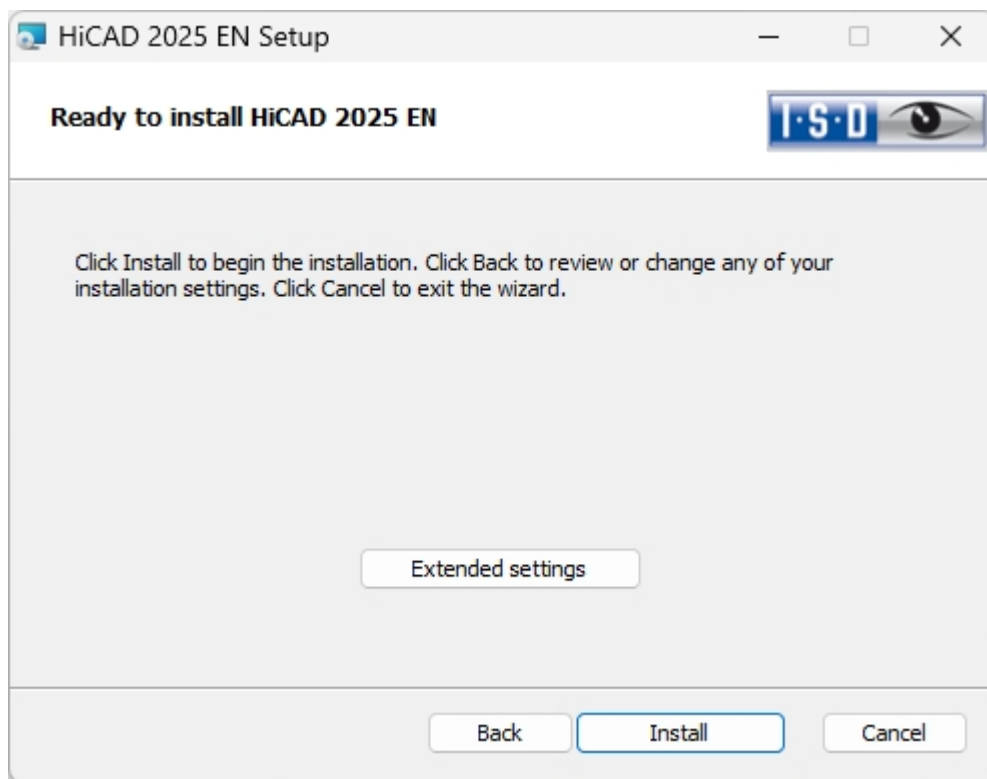 HiCAD 2025 EN Setup
Ready to install HiCAD 2025 EN
I·S·D
Click Install to begin the installation. Click Back to review or change any of your
installation settings. Click Cancel to exit the wizard.
Extended settings
Back Install Cancel